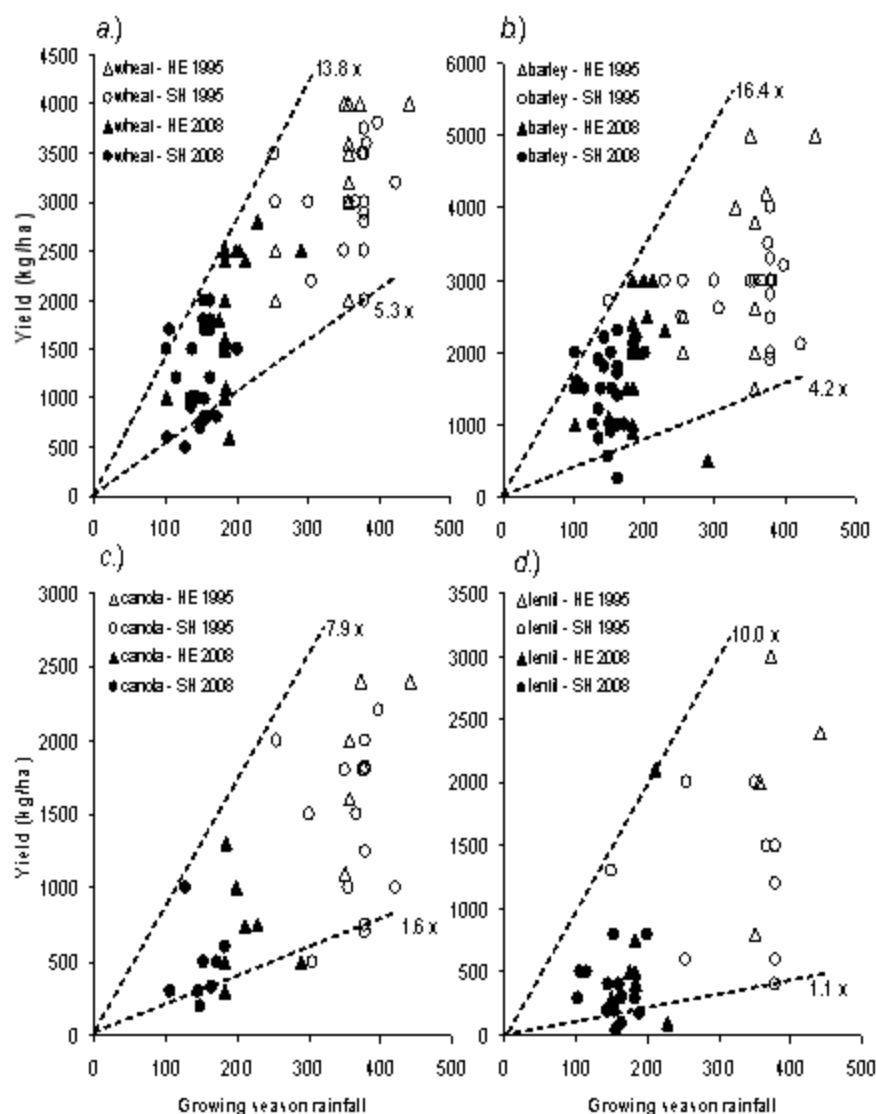 a.)
4500
4000
3500
3000
2500
2000
1500
1000
500
0
Yield (kg/ha)
wheat - HE 1995
wheat - SH 1995
wheat - HE 2008
wheat - SH 2008
13.8 x
5.3 x
0 100 200 300 400 500
b.)
6000
5000
4000
3000
2000
1000
0
barley - HE 1995
barley - SH 1995
barley - HE 2008
barley - SH 2008
16.4 x
4.2 x
0 100 200 300 400 500
c.)
3000
2500
2000
1500
1000
500
0
Yield (kg/ha)
canola - HE 1995
canola - SH 1995
canola - HE 2008
canola - SH 2008
7.9 x
1.6 x
0 100 200 300 400 500
Growing season rainfall
d.)
3500
3000
2500
2000
1500
1000
500
0
lentil - HE 1995
lentil - SH 1995
lentil - HE 2008
lentil - SH 2008
10.0 x
1.1 x
0 100 200 300 400 500
Growing season rainfall